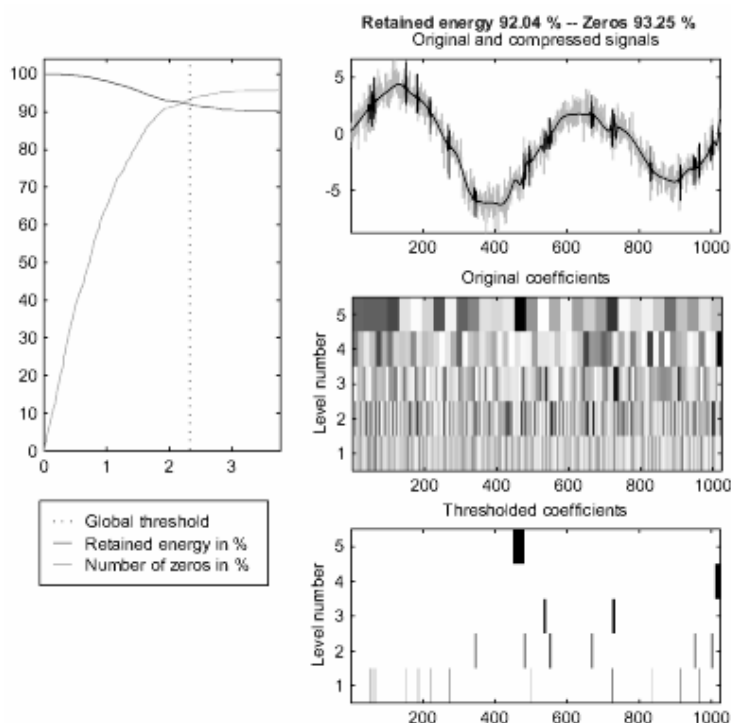 Retained energy 92.04 % -- Zeros 93.25 %
Original and compressed signals
100
90
80
70
60
50
40
30
20
10
0
0 1 2 3
5
0
-5
200 400 600 800 1000
Original coefficients
Level number
5
4
3
2
1
200 400 600 800 1000
Global threshold
Retained energy in %
Number of zeros in %
Thresholded coefficients
Level number
5
4
3
2
1
200 400 600 800 1000